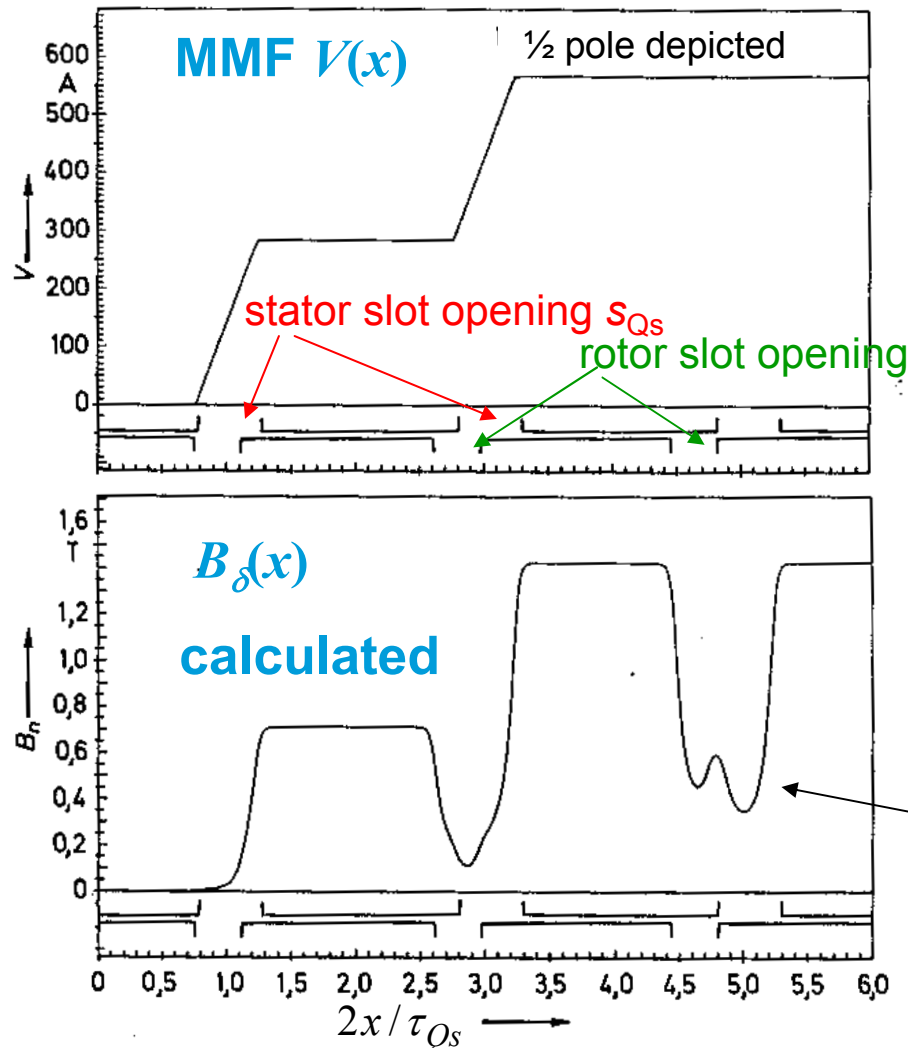 MMF V(x)
½ pole depicted
600
A
500
400
300
200
100
0
V
stator slot opening sQs
rotor slot opening
1,6
T
1,2
1,0
0,8
0,6
0,4
0,2
0
Bn
Bδ(x)
calculated
0 0,5 1,0 1,5 2,0 2,5 3,0 3,5 4,0 4,5 5,0 5,5 6,0
2x / τQs